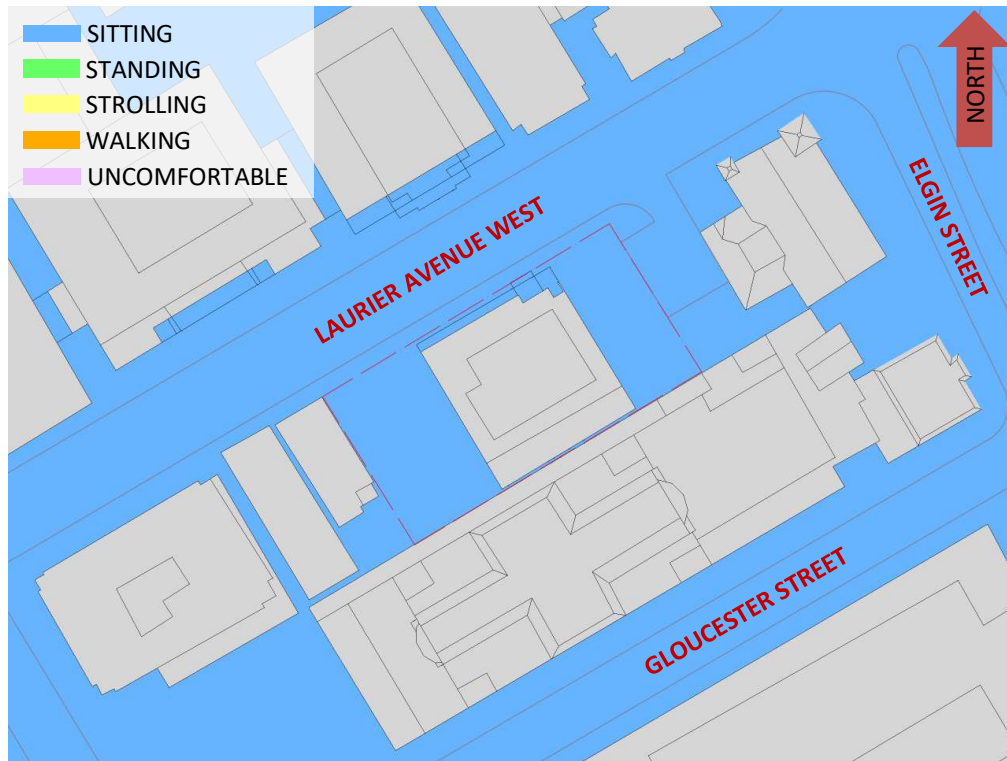 SITTING
STANDING
STROLLING
WALKING
UNCOMFORTABLE
NORTH
ELGIN STREET
LAURIER AVENUE WEST
GLOUCESTER STREET